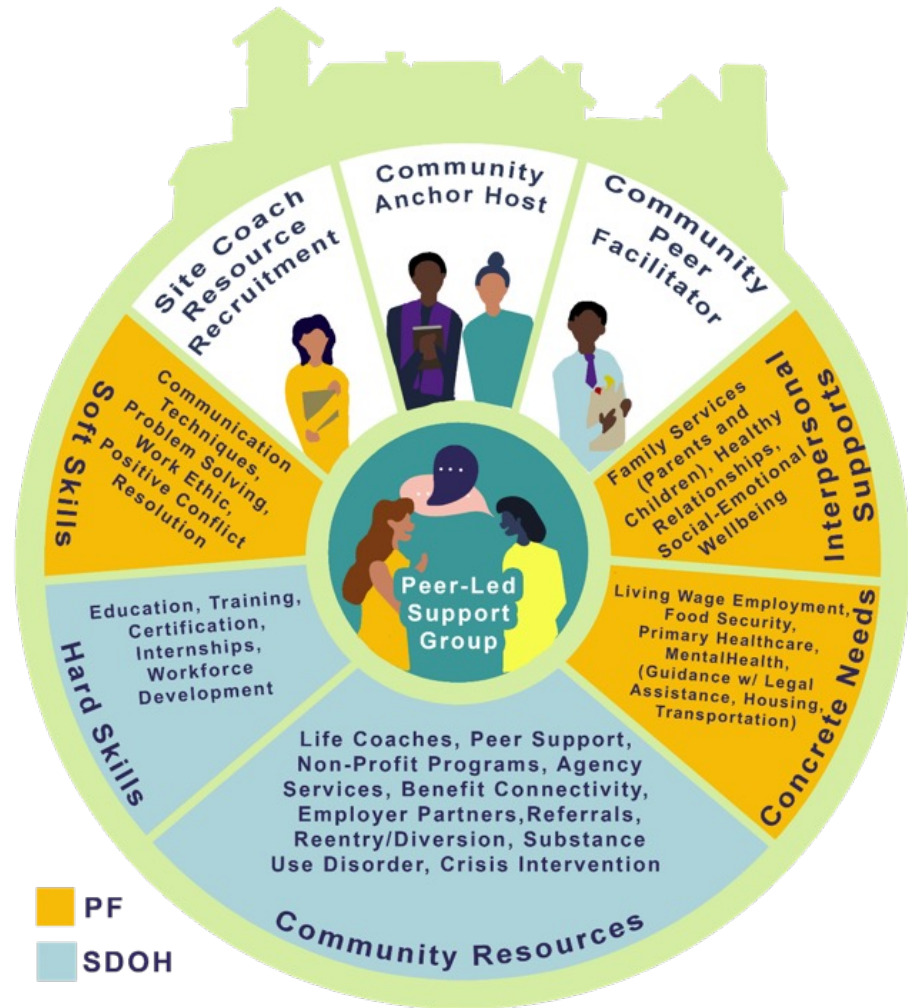 Site Coach
Resource
Recruitment
Community
Anchor Host
Community
Peer
Facilitator
Soft Skills
Communication
Techniques,
Problem Solving,
Work Ethic,
Positive Conflict
Resolution
Interpersonal
Supports
Family Services
(Parents and
Children), Healthy
Relationships,
Social-Emotional
Wellbeing
Peer-Led
Support
Group
Hard Skills
Education, Training,
Certification,
Internships,
Workforce
Development
Concrete Needs
Living Wage Employment,
Food Security,
Primary Healthcare,
MentalHealth,
(Guidance w/ Legal
Assistance, Housing,
Transportation)
Life Coaches, Peer Support,
Non-Profit Programs, Agency
Services, Benefit Connectivity,
Employer Partners,Referrals,
Reentry/Diversion, Substance
Use Disorder, Crisis Intervention
Community Resources
PF
SDOH